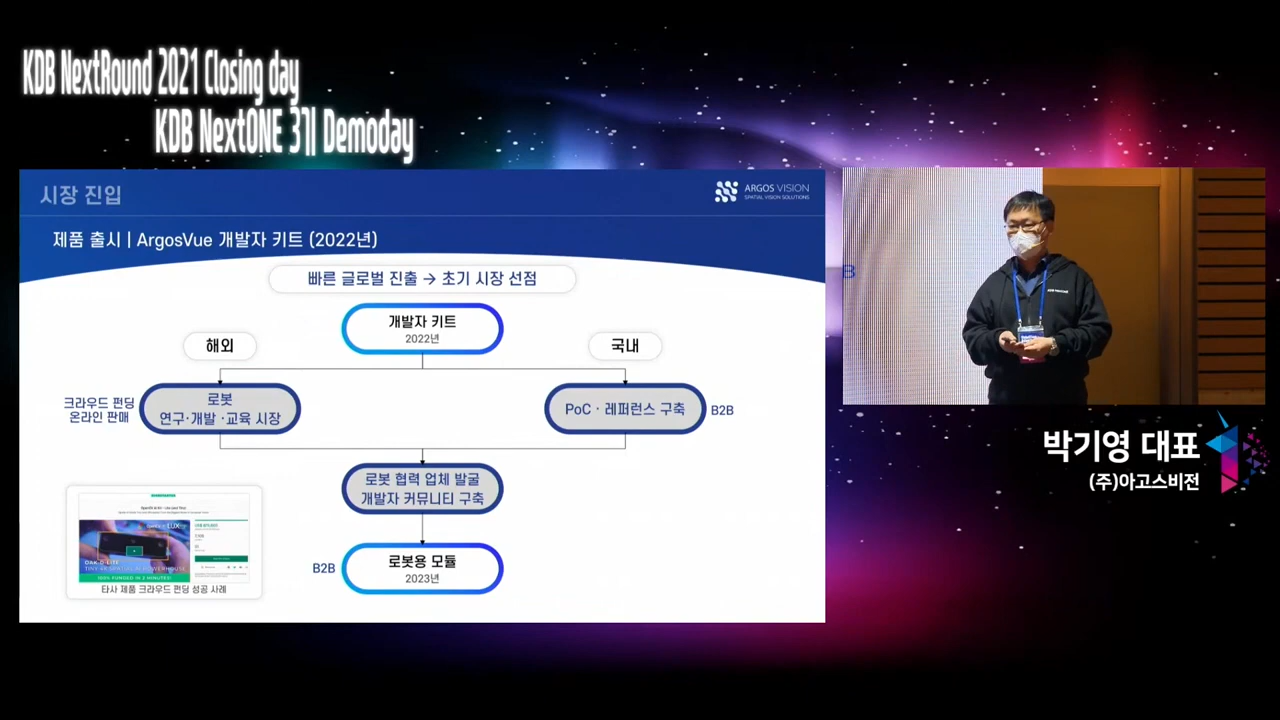 KDB NextRound 2021 Closing day
KDB NextONE 3기 Demoday
시장 진입
ARGOS VISION
SPATIAL VISION SOLUTIONS
제품 출시 | ArgosVue 개발자 키트 (2022년)
빠른 글로벌 진출 → 초기 시장 선점
개발자 키트
2022년
해외
국내
크라우드 펀딩
온라인 판매
로봇
연구·개발 ·교육 시장
PoC · 레퍼런스 구축
B2B
로봇 협력 업체 발굴
개발자 커뮤니티 구축
B2B
로봇용 모듈
2023년
OAK-D-LITE
100% FUNDED IN 2 MINUTES!
타사 제품 크라우드 펀딩 성공 사례
B
박기영 대표
(주)아고스비전